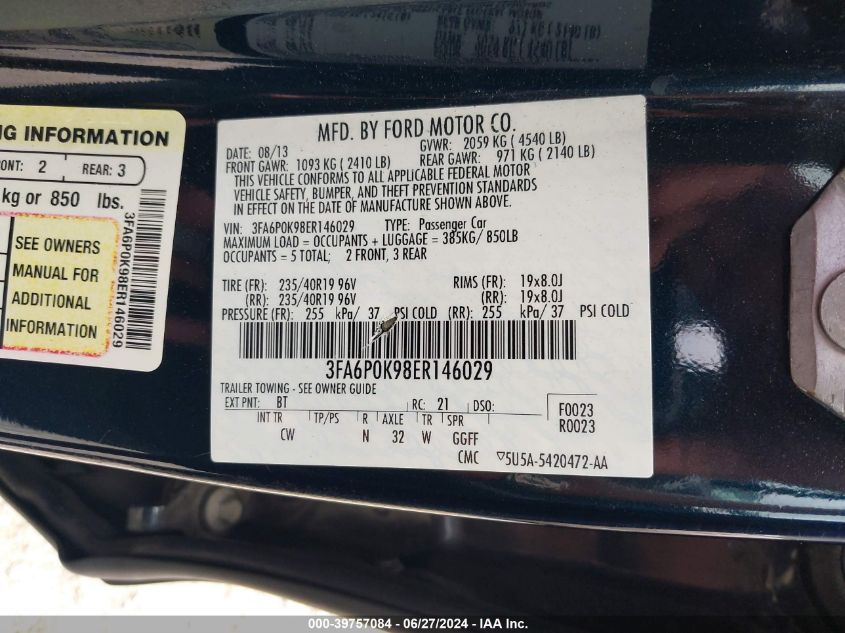 NG INFORMATION
ONT: 2 REAR: 3
kg or 850 lbs.
SEE OWNERS
MANUAL FOR
ADDITIONAL
INFORMATION
3FA6P0K98ER146029
MFD. BY FORD MOTOR CO.
DATE: 08/13 GVWR: 2059 KG (4540 LB)
FRONT GAWR: 1093 KG (2410 LB) REAR GAWR: 971 KG (2140 LB)
THIS VEHICLE CONFORMS TO ALL APPLICABLE FEDERAL MOTOR
VEHICLE SAFETY, BUMPER, AND THEFT PREVENTION STANDARDS
IN EFFECT ON THE DATE OF MANUFACTURE SHOWN ABOVE.
VIN: 3FA6P0K98ER146029 TYPE: Passenger Car
MAXIMUM LOAD = OCCUPANTS + LUGGAGE = 385KG/ 850LB
OCCUPANTS = 5 TOTAL; 2 FRONT, 3 REAR
TIRE (FR): 235/40R19 96V RIMS (FR): 19x8.0J
(RR): 235/40R19 96V (RR): 19x8.0J
PRESSURE (FR): 255 kPa/ 37 PSI COLD (RR): 255 kPa/ 37 PSI COLD
3FA6P0K98ER146029
TRAILER TOWING - SEE OWNER GUIDE
EXT PNT: BT RC: 21 DSO: F0023
R0023
INT TR TP/PS R AXLE TR SPR
CW N 32 W GGFF
CMC 5U5A-5420472-AA
000-39757084 - 06/27/2024 - IAA Inc.